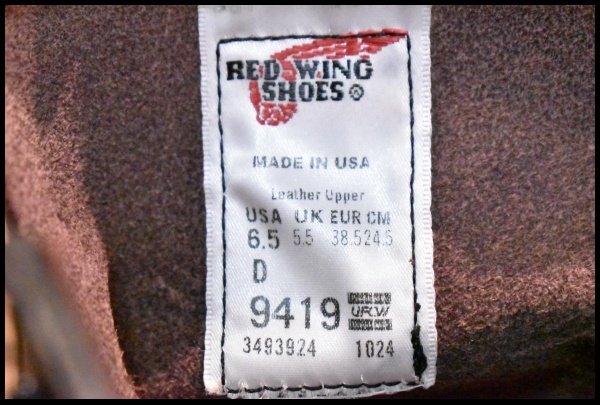 RED WING
SHOES ®
MADE IN USA
Leather Upper
USA UK EUR CM
6.5 5.5 38.5 24.5
D
9419 UFCW
3493924 1024